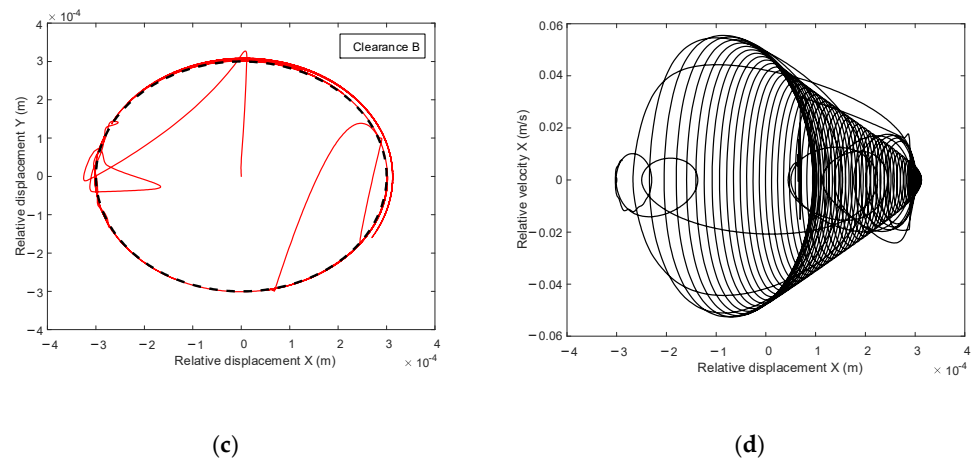 × 10⁻⁴
4
3
2
1
0
−1
−2
−3
−4
Relative displacement Y (m)
Clearance B
−4 −3 −2 −1 0 1 2 3 4
Relative displacement X (m)
× 10⁻⁴
0.06
0.04
0.02
0
−0.02
−0.04
−0.06
Relative velocity X (m/s)
−4 −3 −2 −1 0 1 2 3 4
Relative displacement X (m)
× 10⁻⁴
(c) (d)